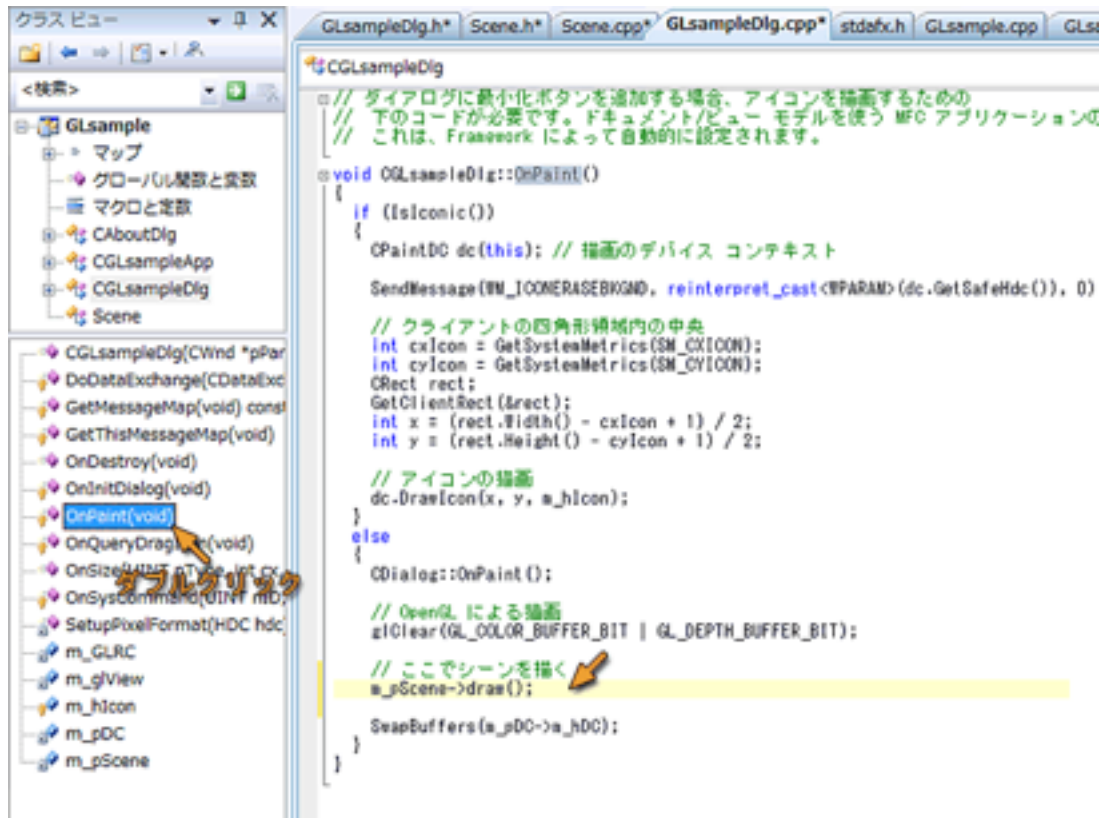 クラス ビュー
<検索>
GLsample
マップ
グローバル関数と変数
マクロと定数
CAboutDlg
CGLsampleApp
CGLsampleDlg
Scene
CGLsampleDlg(CWnd *pPar
DoDataExchange(CDataExc
GetMessageMap(void) const
GetThisMessageMap(void)
OnDestroy(void)
OnInitDialog(void)
OnPaint(void)
OnQueryDrag (void)
ダブルクリック
OnSize(UINT nType, int cx,
OnSysCommand(UINT nID,
SetupPixelFormat(HDC hdc)
m_GLRC
m_glView
m_hIcon
m_pDC
m_pScene
GLsampleDlg.h* Scene.h* Scene.cpp* GLsampleDlg.cpp* stdafx.h GLsample.cpp GLsa
CGLsampleDlg
// ダイアログに最小化ボタンを追加する場合、アイコンを描画するための
// 下のコードが必要です。ドキュメント/ビュー モデルを使う MFC アプリケーションの
// これは、Framework によって自動的に設定されます。
void CGLsampleDlg::OnPaint()
{
if (IsIconic())
{
CPaintDC dc(this); // 描画のデバイス コンテキスト
SendMessage(WM_ICONERASEBKGND, reinterpret_cast<WPARAM>(dc.GetSafeHdc()), 0)
// クライアントの四角形領域内の中央
int cxIcon = GetSystemMetrics(SM_CXICON);
int cyIcon = GetSystemMetrics(SM_CYICON);
CRect rect;
GetClientRect(&rect);
int x = (rect.Width() - cxIcon + 1) / 2;
int y = (rect.Height() - cyIcon + 1) / 2;
// アイコンの描画
dc.DrawIcon(x, y, m_hIcon);
}
else
{
CDialog::OnPaint();
// OpenGL による描画
glClear(GL_COLOR_BUFFER_BIT | GL_DEPTH_BUFFER_BIT);
// ここでシーンを描く
m_pScene->draw();
SwapBuffers(m_pDC->m_hDC);
}
}